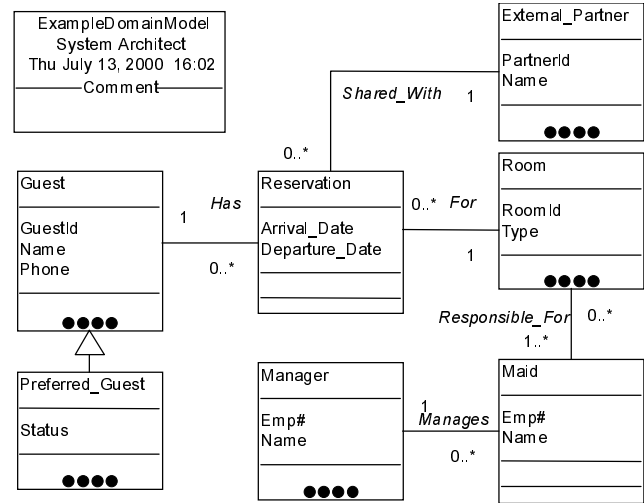 ExampleDomainModel
System Architect
Thu July 13, 2000 16:02
Comment
External_Partner
PartnerId
Name
Shared_With
1
0..*
Guest
GuestId
Name
Phone
Has
1
0..*
Reservation
Arrival_Date
Departure_Date
0..*
For
1
Room
RoomId
Type
Responsible_For
0..*
1..*
Preferred_Guest
Status
Manager
Emp#
Name
1
Manages
0..*
Maid
Emp#
Name